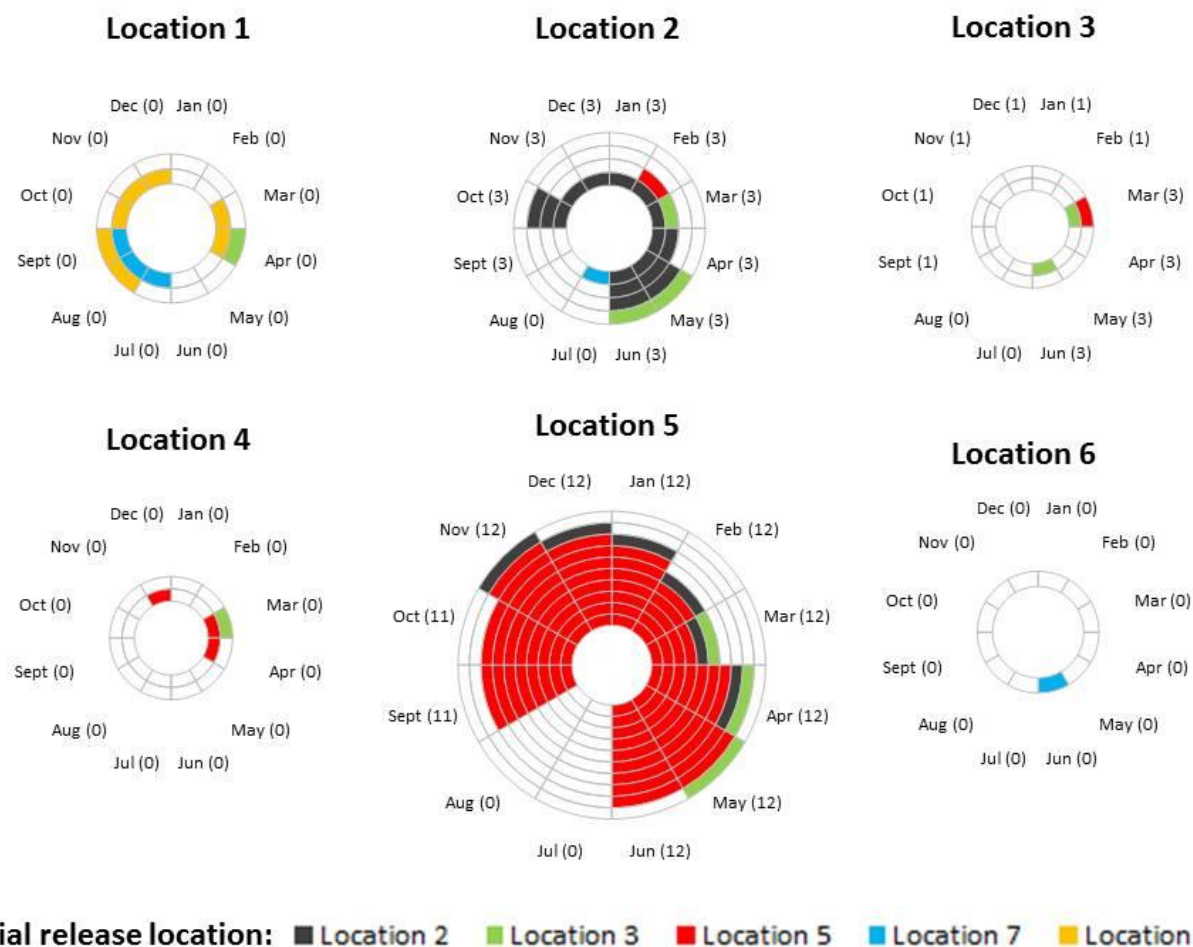 Location 1
Location 2
Location 3
Dec (0) Jan (0)
Nov (0) Feb (0)
Oct (0) Mar (0)
Sept (0) Apr (0)
Aug (0) May (0)
Jul (0) Jun (0)
Dec (3) Jan (3)
Nov (3) Feb (3)
Oct (3) Mar (3)
Sept (3) Apr (3)
Aug (0) May (3)
Jul (0) Jun (3)
Dec (1) Jan (1)
Nov (1) Feb (1)
Oct (1) Mar (3)
Sept (1) Apr (3)
Aug (0) May (3)
Jul (0) Jun (3)
Location 4
Location 5
Location 6
Dec (0) Jan (0)
Nov (0) Feb (0)
Oct (0) Mar (0)
Sept (0) Apr (0)
Aug (0) May (0)
Jul (0) Jun (0)
Dec (12) Jan (12)
Nov (12) Feb (12)
Oct (11) Mar (12)
Sept (11) Apr (12)
Aug (0) May (12)
Jul (0) Jun (12)
Dec (0) Jan (0)
Nov (0) Feb (0)
Oct (0) Mar (0)
Sept (0) Apr (0)
Aug (0) May (0)
Jul (0) Jun (0)
ial release location: Location 2 Location 3 Location 5 Location 7 Location